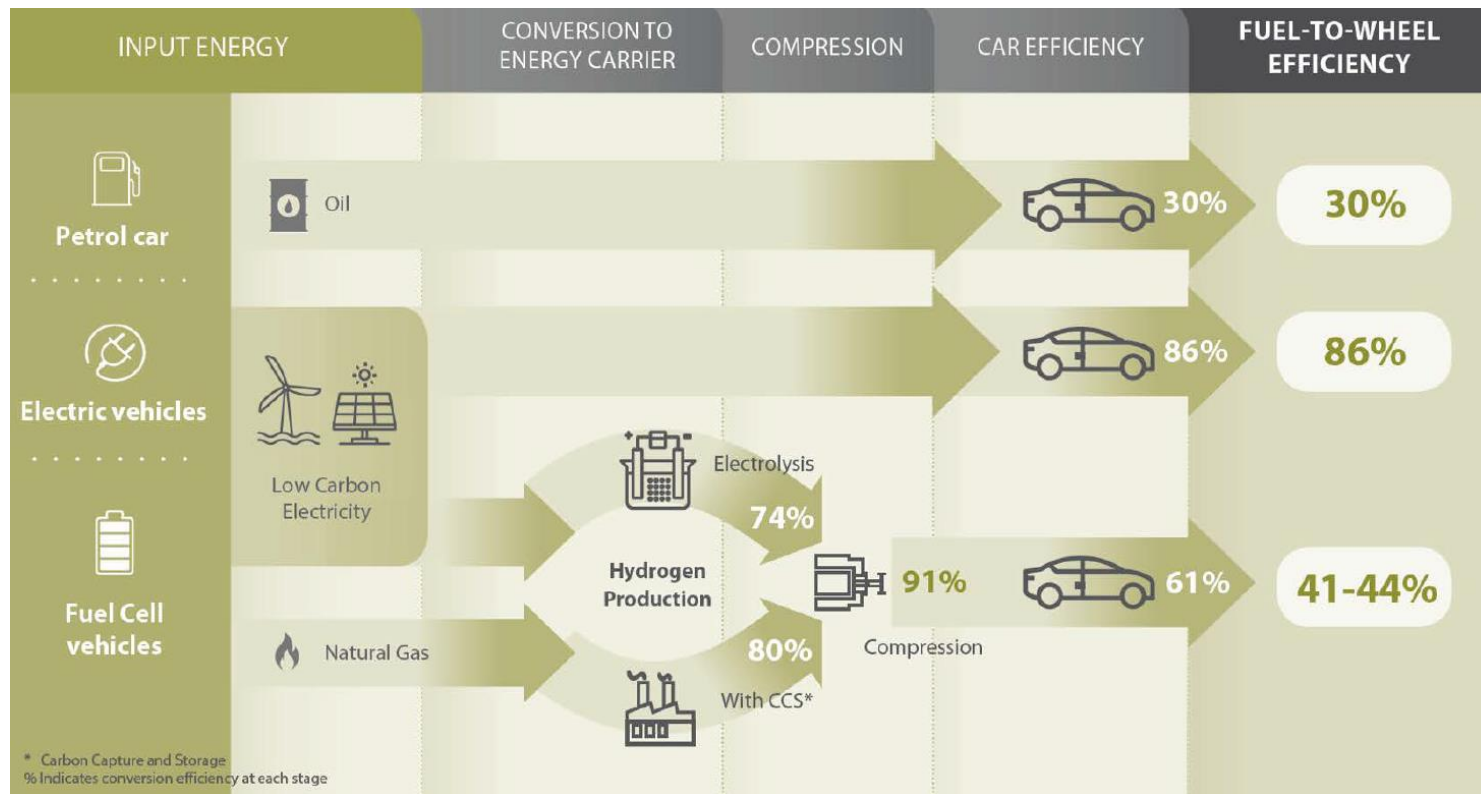 INPUT ENERGY
CONVERSION TO
ENERGY CARRIER
COMPRESSION
CAR EFFICIENCY
FUEL-TO-WHEEL
EFFICIENCY
Petrol car
Oil
30%
30%
Electric vehicles
86%
86%
Low Carbon
Electricity
Electrolysis
74%
Hydrogen
Production
91%
Compression
61%
41-44%
Fuel Cell
vehicles
Natural Gas
80%
With CCS*
* Carbon Capture and Storage
% Indicates conversion efficiency at each stage